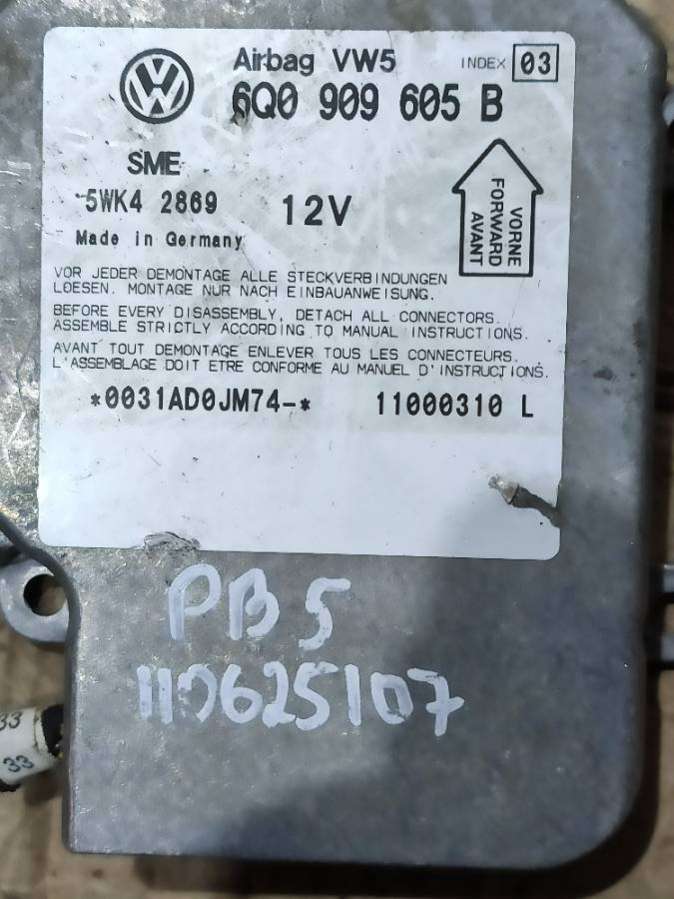 Airbag VW5 INDEX 03
6Q0 909 605 B
SME
5WK4 2869 12V
Made in Germany
VORNE
FORWARD
AVANT
VOR JEDER DEMONTAGE ALLE STECKVERBINDUNGEN
LOESEN. MONTAGE NUR NACH EINBAUANWEISUNG.
BEFORE EVERY DISASSEMBLY, DETACH ALL CONNECTORS.
ASSEMBLE STRICTLY ACCORDING TO MANUAL INSTRUCTIONS.
AVANT TOUT DEMONTAGE ENLEVER TOUS LES CONNECTEURS.
L'ASSEMBLAGE DOIT ETRE CONFORME AU MANUEL D'INSTRUCTIONS.
*0031AD0JM74-* 11000310 L
PB5
110625107
33
33